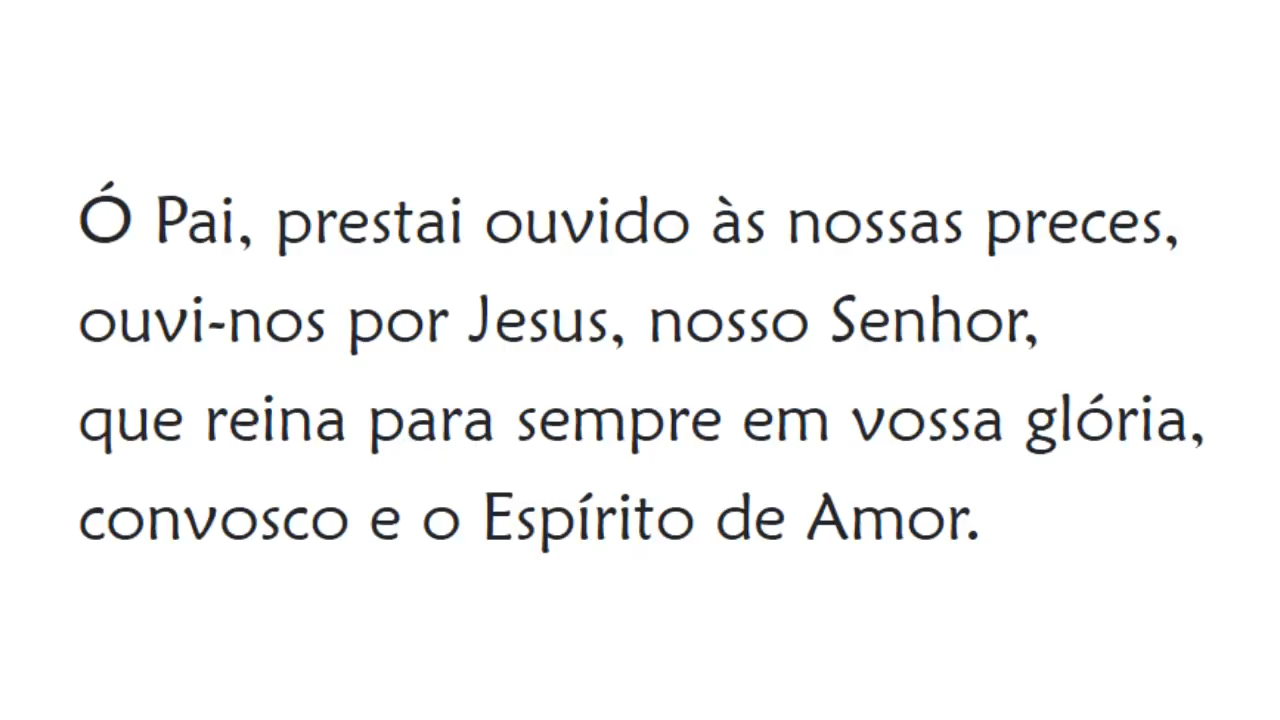 Ó Pai, prestai ouvido às nossas preces,
ouvi-nos por Jesus, nosso Senhor,
que reina para sempre em vossa glória,
convosco e o Espírito de Amor.